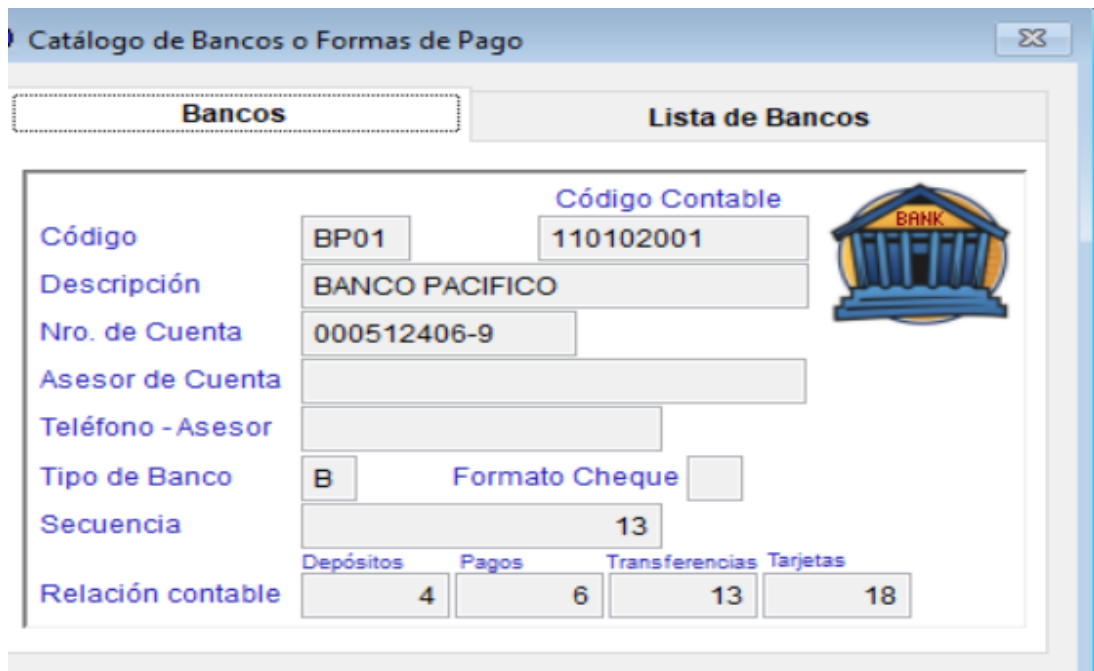 Catálogo de Bancos o Formas de Pago
Bancos
Lista de Bancos
Código Contable
BANK
Código BP01 110102001
Descripción BANCO PACIFICO
Nro. de Cuenta 000512406-9
Asesor de Cuenta
Teléfono - Asesor
Tipo de Banco B Formato Cheque
Secuencia 13
Depósitos Pagos Transferencias Tarjetas
Relación contable 4 6 13 18